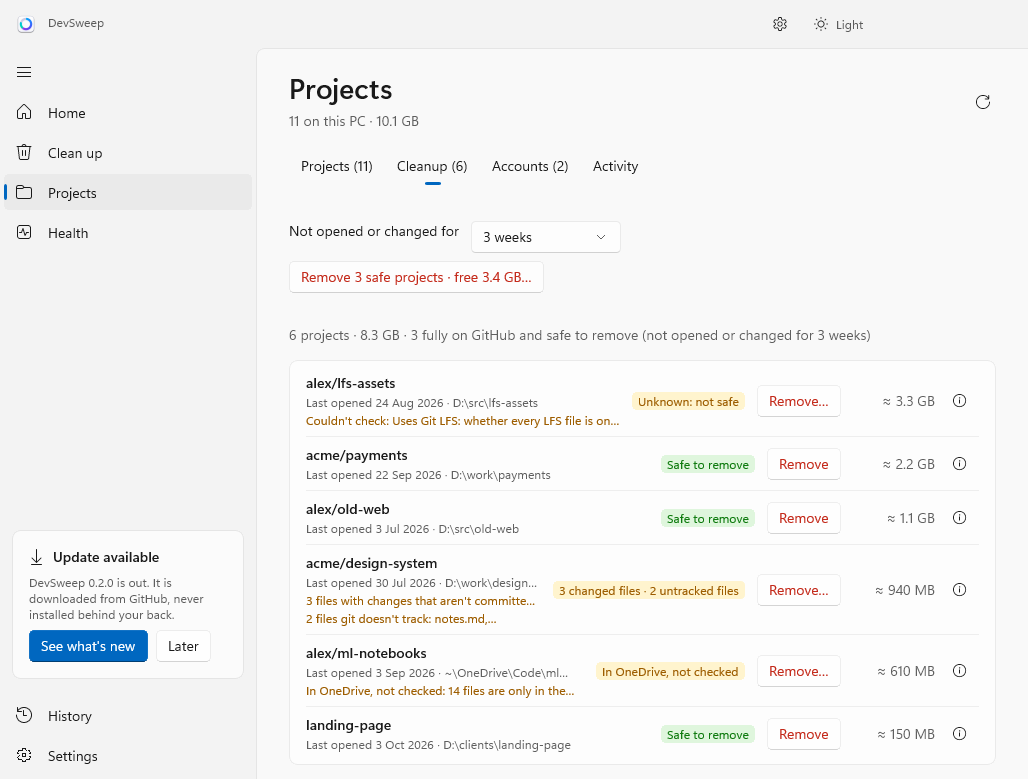 DevSweep
Light
Home
Clean up
Projects
Health
Update available
DevSweep 0.2.0 is out. It is
downloaded from GitHub, never
installed behind your back.
See what's new
Later
History
Settings
Projects
11 on this PC · 10.1 GB
Projects (11)
Cleanup (6)
Accounts (2)
Activity
Not opened or changed for
3 weeks
Remove 3 safe projects · free 3.4 GB...
6 projects · 8.3 GB · 3 fully on GitHub and safe to remove (not opened or changed for 3 weeks)
alex/lfs-assets
Last opened 24 Aug 2026 · D:\src\lfs-assets
Couldn't check: Uses Git LFS: whether every LFS file is on...
Unknown: not safe
Remove...
≈ 3.3 GB
acme/payments
Last opened 22 Sep 2026 · D:\work\payments
Safe to remove
Remove
≈ 2.2 GB
alex/old-web
Last opened 3 Jul 2026 · D:\src\old-web
Safe to remove
Remove
≈ 1.1 GB
acme/design-system
Last opened 30 Jul 2026 · D:\work\design...
3 files with changes that aren't committe...
2 files git doesn't track: notes.md,...
3 changed files · 2 untracked files
Remove...
≈ 940 MB
alex/ml-notebooks
Last opened 3 Sep 2026 · ~\OneDrive\Code\ml...
In OneDrive, not checked: 14 files are only in the...
In OneDrive, not checked
Remove...
≈ 610 MB
landing-page
Last opened 3 Oct 2026 · D:\clients\landing-page
Safe to remove
Remove
≈ 150 MB